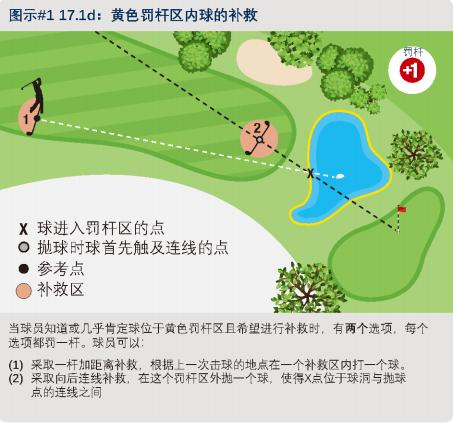 图示#1 17.1d：黄色罚杆区内球的补救
罚杆
+1
1
2
X
X 球进入罚杆区的点
抛球时球首先触及连线的点
参考点
补救区
当球员知道或几乎肯定球位于黄色罚杆区且希望进行补救时，有两个选项，每个
选项都罚一杆。球员可以：
(1) 采取一杆加距离补救，根据上一次击球的地点在一个补救区内打一个球。
(2) 采取向后连线补救，在这个罚杆区外抛一个球，使得X点位于球洞与抛球
点的连线之间